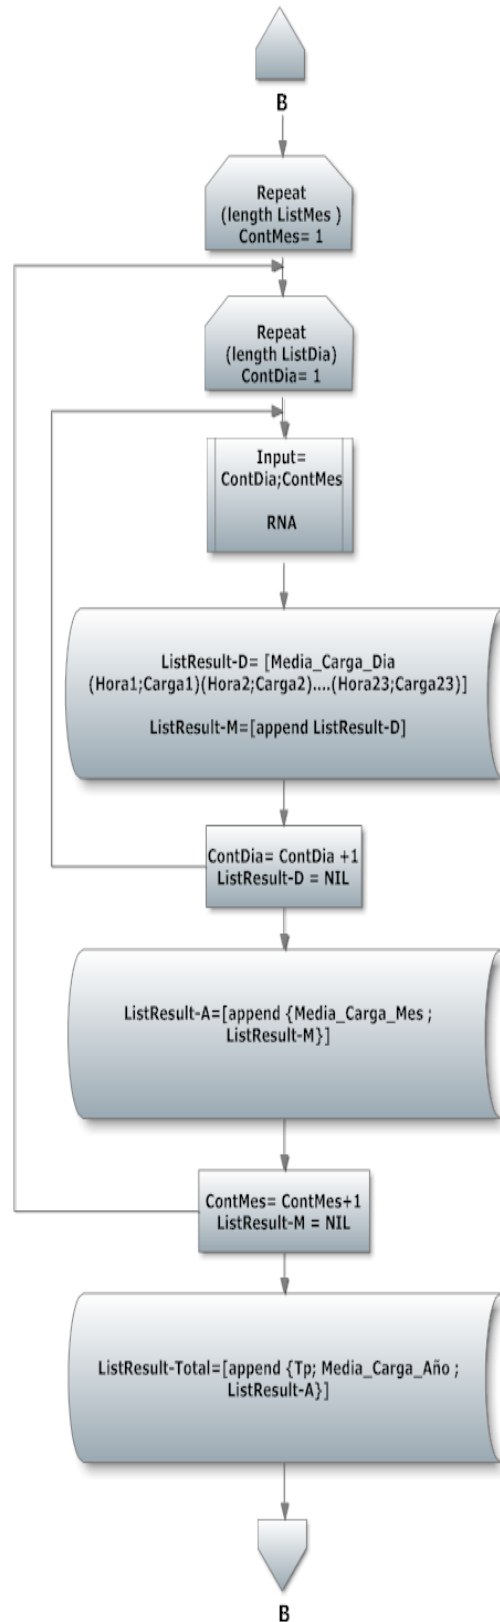 B
Repeat
(length ListMes )
ContMes= 1
Repeat
(length ListDia)
ContDia= 1
Input=
ContDia;ContMes
RNA
ListResult-D= [Media_Carga_Dia
(Hora1;Carga1)(Hora2;Carga2)....(Hora23;Carga23)]
ListResult-M=[append ListResult-D]
ContDia= ContDia +1
ListResult-D = NIL
ListResult-A=[append {Media_Carga_Mes ;
ListResult-M}]
ContMes= ContMes+1
ListResult-M = NIL
ListResult-Total=[append {Tp; Media_Carga_Año ;
ListResult-A}]
B